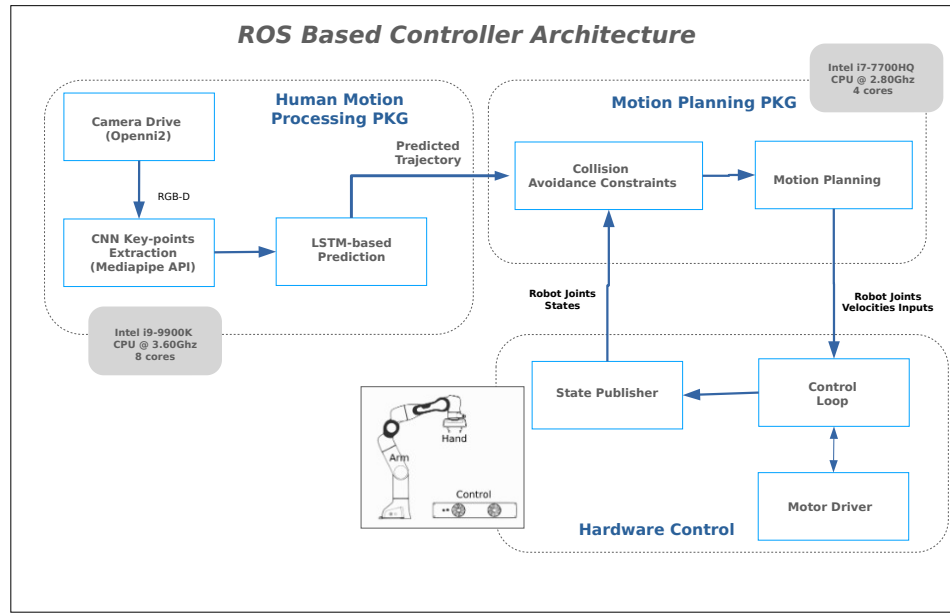 ROS Based Controller Architecture
Intel i7-7700HQ
CPU @ 2.80Ghz
4 cores
Human Motion
Processing PKG
Motion Planning PKG
Camera Drive
(Openni2)
RGB-D
CNN Key-points
Extraction
(Mediapipe API)
LSTM-based
Prediction
Predicted
Trajectory
Collision
Avoidance Constraints
Motion Planning
Intel i9-9900K
CPU @ 3.60Ghz
8 cores
Robot Joints
States
Robot Joints
Velocities Inputs
State Publisher
Control
Loop
Motor Driver
Hardware Control
Hand
Arm
Control